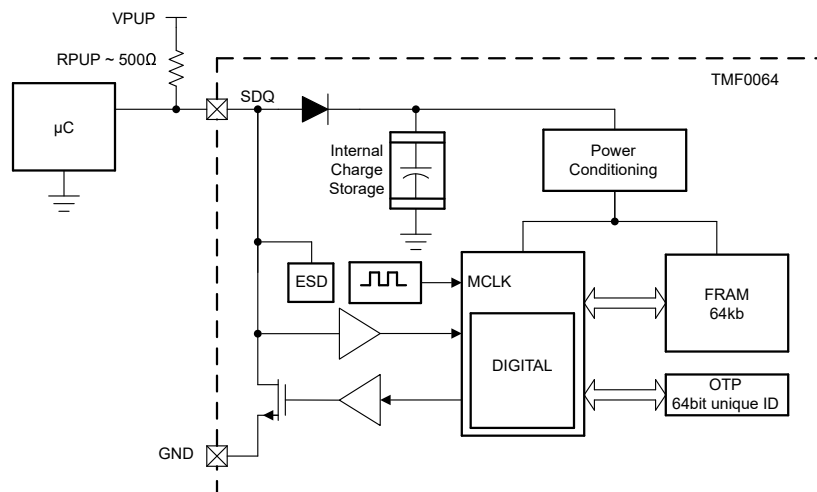 VPUP
RPUP ~ 500Ω
TMF0064
SDQ
µC
Internal
Charge
Storage
Power
Conditioning
ESD
MCLK
FRAM
64kb
DIGITAL
OTP
64bit unique ID
GND